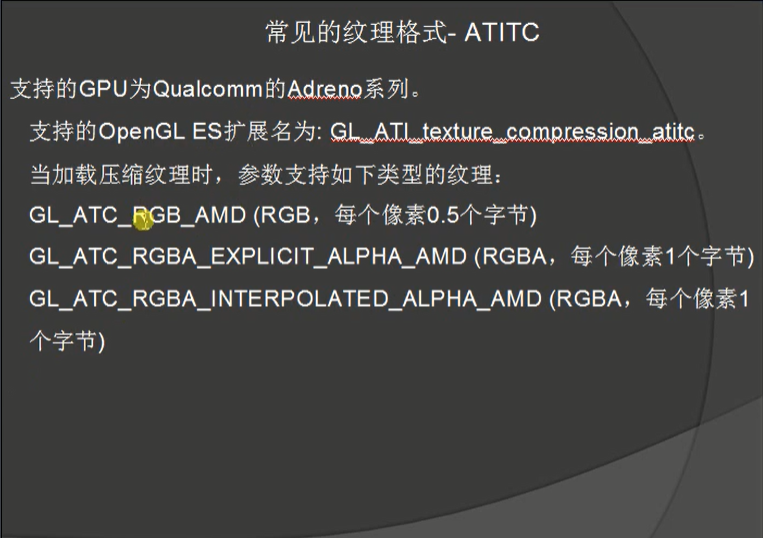 常见的纹理格式- ATITC
支持的GPU为Qualcomm的Adreno系列。
支持的OpenGL ES扩展名为: GL_ATI_texture_compression_atitc。
当加载压缩纹理时，参数支持如下类型的纹理：
GL_ATC_RGB_AMD (RGB，每个像素0.5个字节)
GL_ATC_RGBA_EXPLICIT_ALPHA_AMD (RGBA，每个像素1个字节)
GL_ATC_RGBA_INTERPOLATED_ALPHA_AMD (RGBA，每个像素1
个字节)